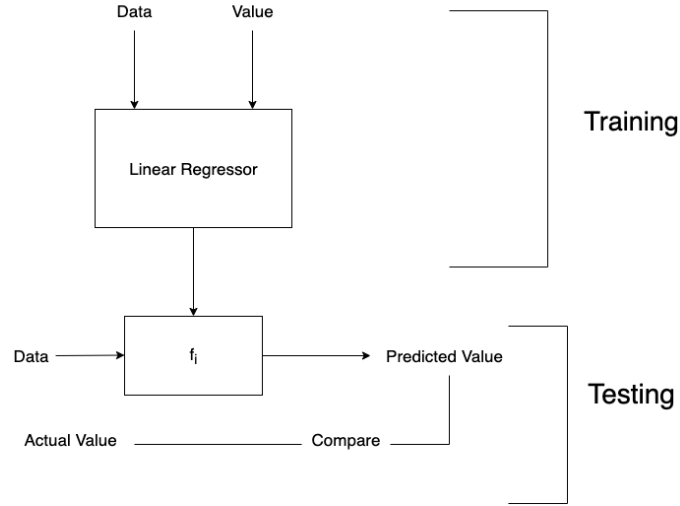 Data
Value
Training
Linear Regressor
Data
fi
Predicted Value
Testing
Actual Value
Compare